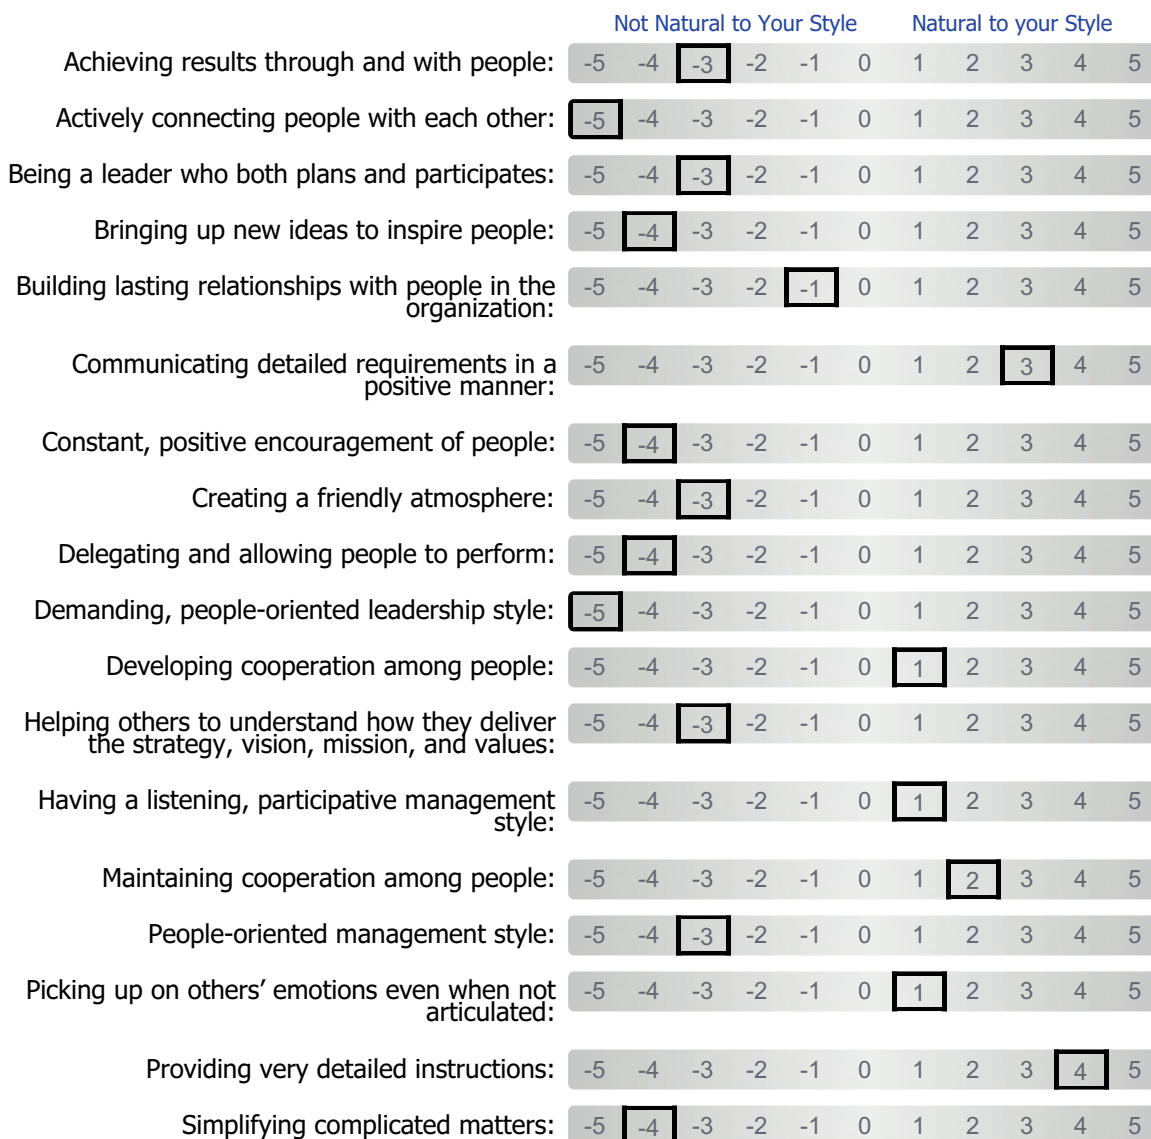 Not Natural to Your Style Natural to your Style
Achieving results through and with people: -5 -4 -3 -2 -1 0 1 2 3 4 5
Actively connecting people with each other: -5 -4 -3 -2 -1 0 1 2 3 4 5
Being a leader who both plans and participates: -5 -4 -3 -2 -1 0 1 2 3 4 5
Bringing up new ideas to inspire people: -5 -4 -3 -2 -1 0 1 2 3 4 5
Building lasting relationships with people in the
organization: -5 -4 -3 -2 -1 0 1 2 3 4 5
Communicating detailed requirements in a
positive manner: -5 -4 -3 -2 -1 0 1 2 3 4 5
Constant, positive encouragement of people: -5 -4 -3 -2 -1 0 1 2 3 4 5
Creating a friendly atmosphere: -5 -4 -3 -2 -1 0 1 2 3 4 5
Delegating and allowing people to perform: -5 -4 -3 -2 -1 0 1 2 3 4 5
Demanding, people-oriented leadership style: -5 -4 -3 -2 -1 0 1 2 3 4 5
Developing cooperation among people: -5 -4 -3 -2 -1 0 1 2 3 4 5
Helping others to understand how they deliver
the strategy, vision, mission, and values: -5 -4 -3 -2 -1 0 1 2 3 4 5
Having a listening, participative management
style: -5 -4 -3 -2 -1 0 1 2 3 4 5
Maintaining cooperation among people: -5 -4 -3 -2 -1 0 1 2 3 4 5
People-oriented management style: -5 -4 -3 -2 -1 0 1 2 3 4 5
Picking up on others’ emotions even when not
articulated: -5 -4 -3 -2 -1 0 1 2 3 4 5
Providing very detailed instructions: -5 -4 -3 -2 -1 0 1 2 3 4 5
Simplifying complicated matters: -5 -4 -3 -2 -1 0 1 2 3 4 5